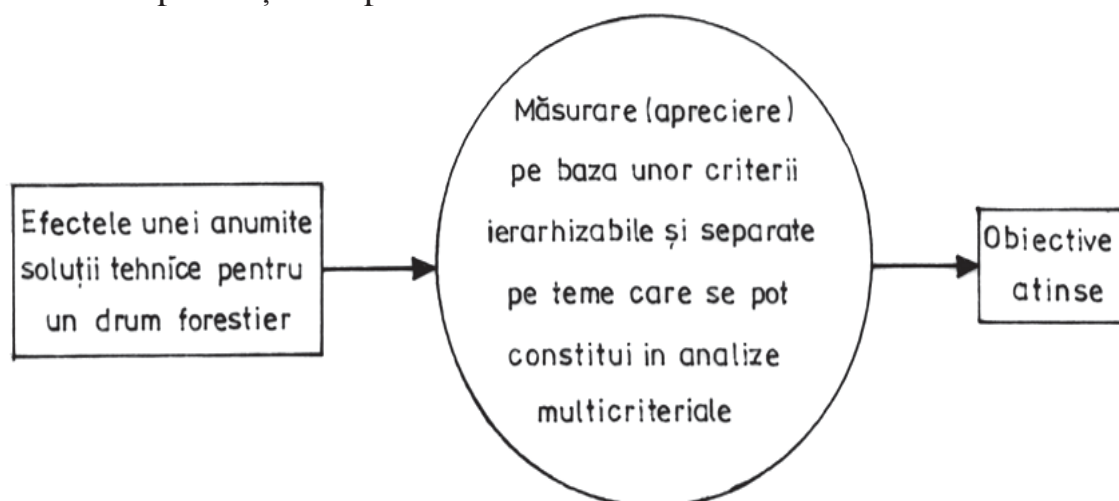 Efectele unei anumite
soluții tehnice pentru
un drum forestier
Măsurare (apreciere)
pe baza unor criterii
ierarhizabile și separate
pe teme care se pot
constitui in analize
multicriteriale
Obiective
atinse